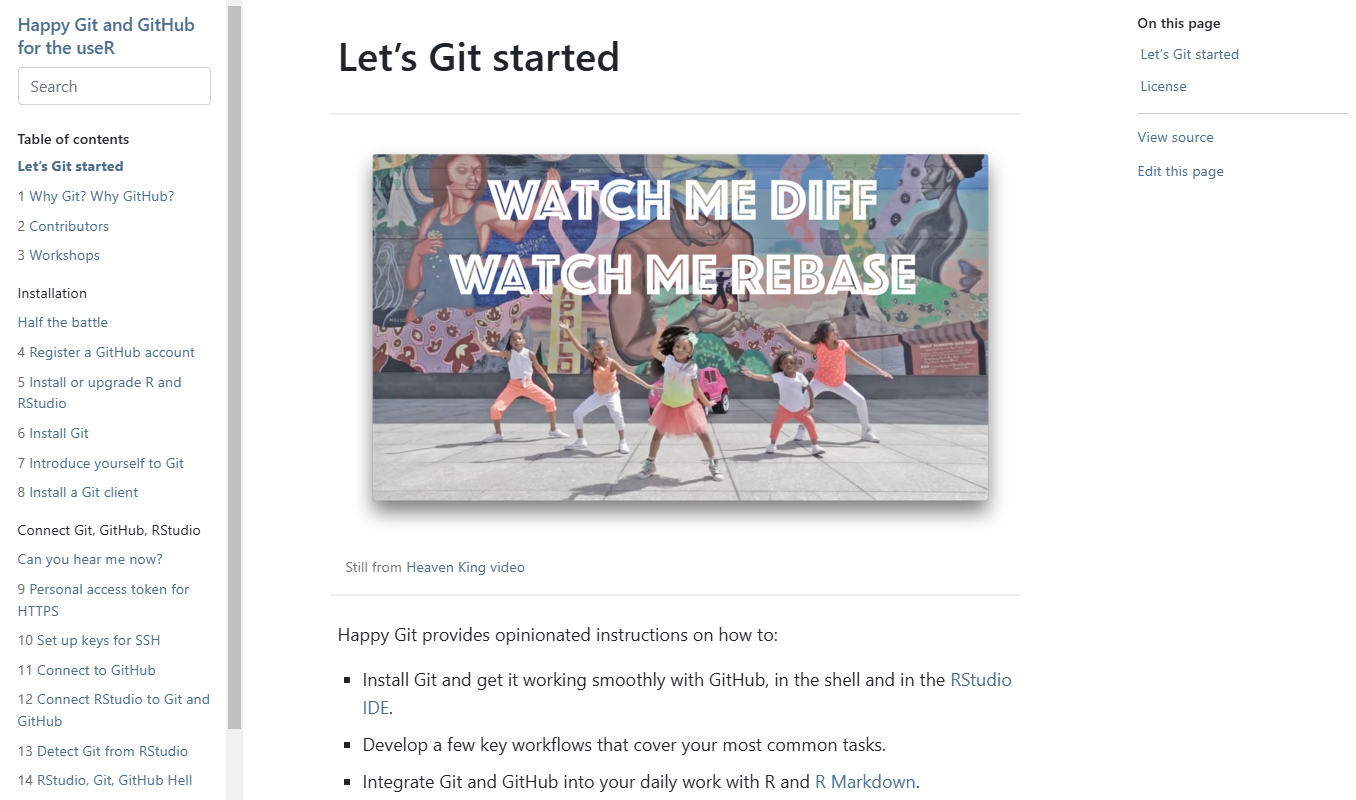 Happy Git and GitHub
for the useR
Search
Table of contents
Let’s Git started
1 Why Git? Why GitHub?
2 Contributors
3 Workshops
Installation
Half the battle
4 Register a GitHub account
5 Install or upgrade R and
RStudio
6 Install Git
7 Introduce yourself to Git
8 Install a Git client
Connect Git, GitHub, RStudio
Can you hear me now?
9 Personal access token for
HTTPS
10 Set up keys for SSH
11 Connect to GitHub
12 Connect RStudio to Git and
GitHub
13 Detect Git from RStudio
14 RStudio, Git, GitHub Hell
Let’s Git started
WATCH ME DIFF
WATCH ME REBASE
APOLLO
Still from Heaven King video
Happy Git provides opinionated instructions on how to:
Install Git and get it working smoothly with GitHub, in the shell and in the RStudio
IDE.
Develop a few key workflows that cover your most common tasks.
Integrate Git and GitHub into your daily work with R and R Markdown.
On this page
Let’s Git started
License
View source
Edit this page